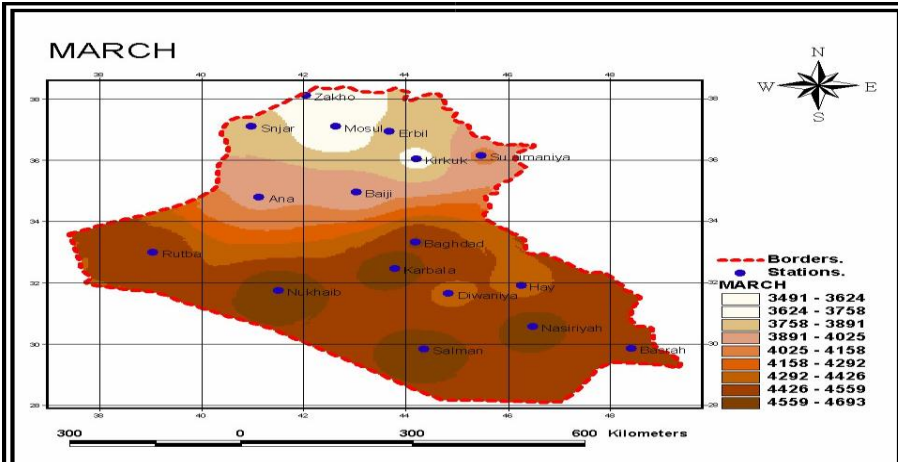 MARCH
N
W E
S
38 40 42 44 46 48
38 38
Zakho
Snjar Mosul Erbil
36 36
Kirkuk Sulaimaniya
Ana Baiji
34 34
Baghdad
Rutba
Karbala
32 32
Nukhaib Diwaniya Hay
Nasiriyah
30 30
Salman Basrah
28 28
38 40 42 44 46 48
Borders.
Stations.
MARCH
3491 - 3624
3624 - 3758
3758 - 3891
3891 - 4025
4025 - 4158
4158 - 4292
4292 - 4426
4426 - 4559
4559 - 4693
300 0 300 600 Kilometers